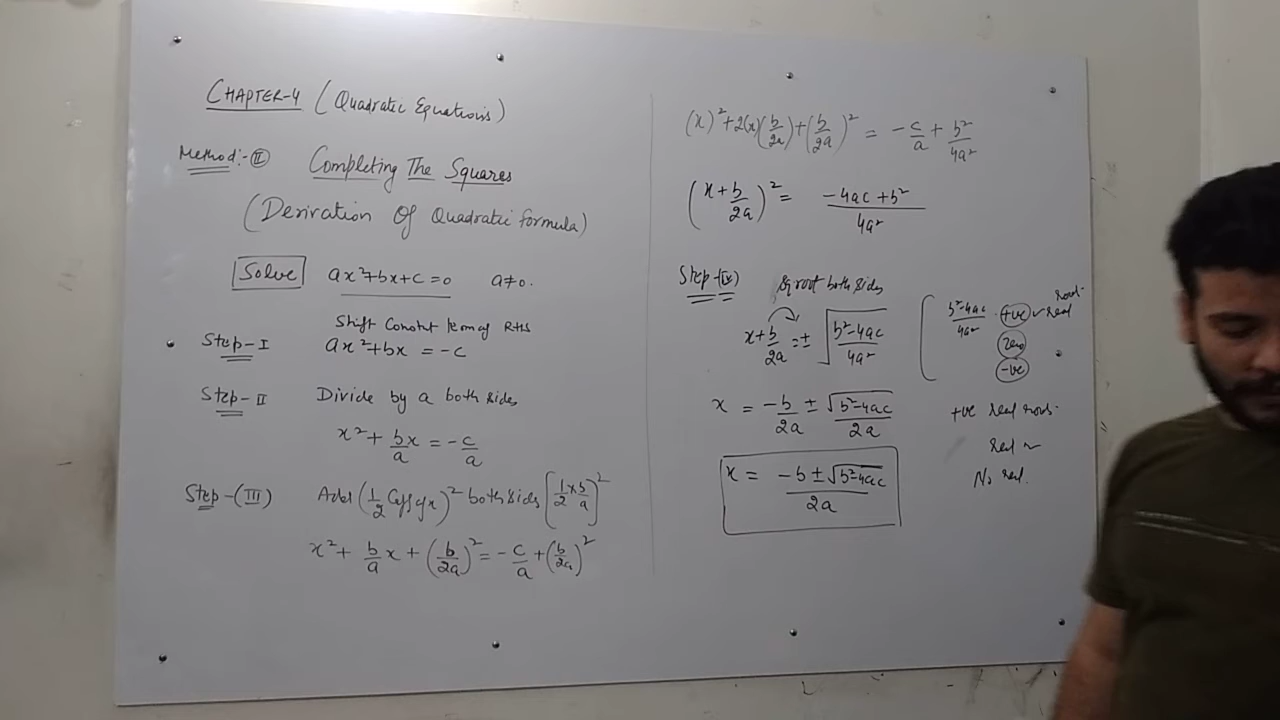 CHAPTER-4 (Quadratic Equations)
Method:-II Completing The Squares
(Derivation Of Quadratic formula)
Solve ax²+bx+c=0 a≠0.
Shift Constt term of RHS
Step-I ax²+bx = -c
Step-II Divide by a both sides
x² + bx/a = -c/a
Step-(III) Add (1/2 Coff of x)² both sides [1/2 × b/a]²
x² + b/a x + (b/2a)² = -c/a + (b/2a)²
(x)² + 2(x)(b/2a) + (b/2a)² = -c/a + b²/4a²
(x + b/2a)² = -4ac + b² / 4a²
Step-(IV) Sq root both sides
x + b/2a = ± √(b²-4ac / 4a²)
b²-4ac / 4a² +ve real
zero
-ve
x = -b/2a ± √b²-4ac / 2a
x = -b ± √b²-4ac / 2a
+ve real roots.
real
No real.